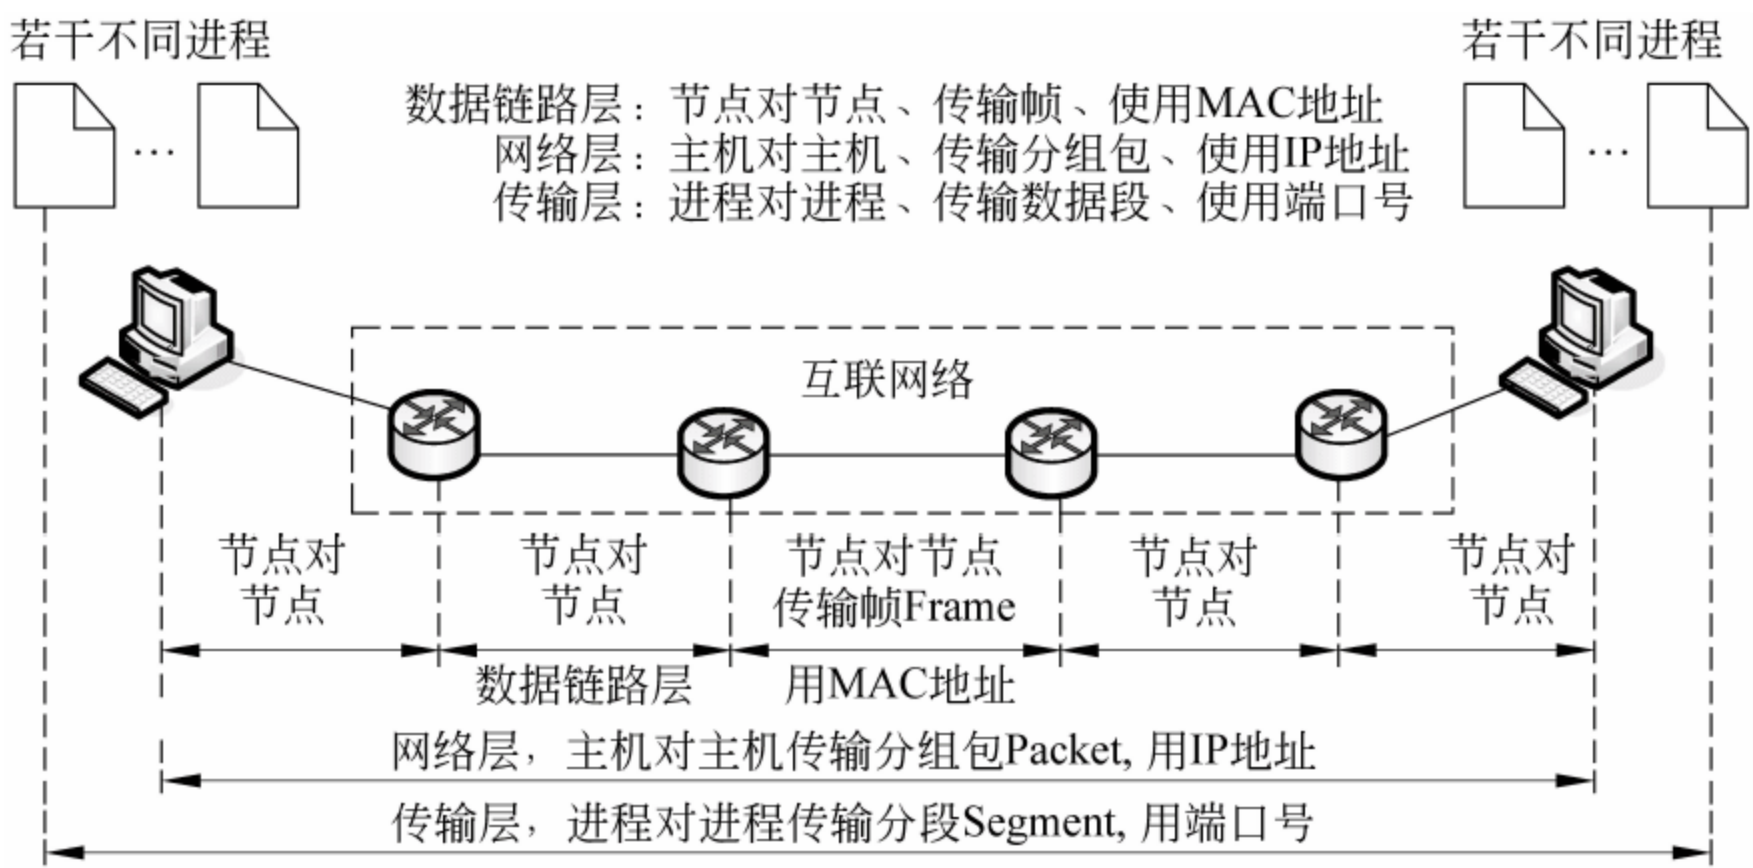 若干不同进程
若干不同进程
…
…
数据链路层：节点对节点、传输帧、使用MAC地址
网络层：主机对主机、传输分组包、使用IP地址
传输层：进程对进程、传输数据段、使用端口号
互联网络
节点对
节点
节点对
节点
节点对节点
传输帧Frame
节点对
节点
节点对
节点
数据链路层
用MAC地址
网络层，主机对主机传输分组包Packet, 用IP地址
传输层，进程对进程传输分段Segment, 用端口号